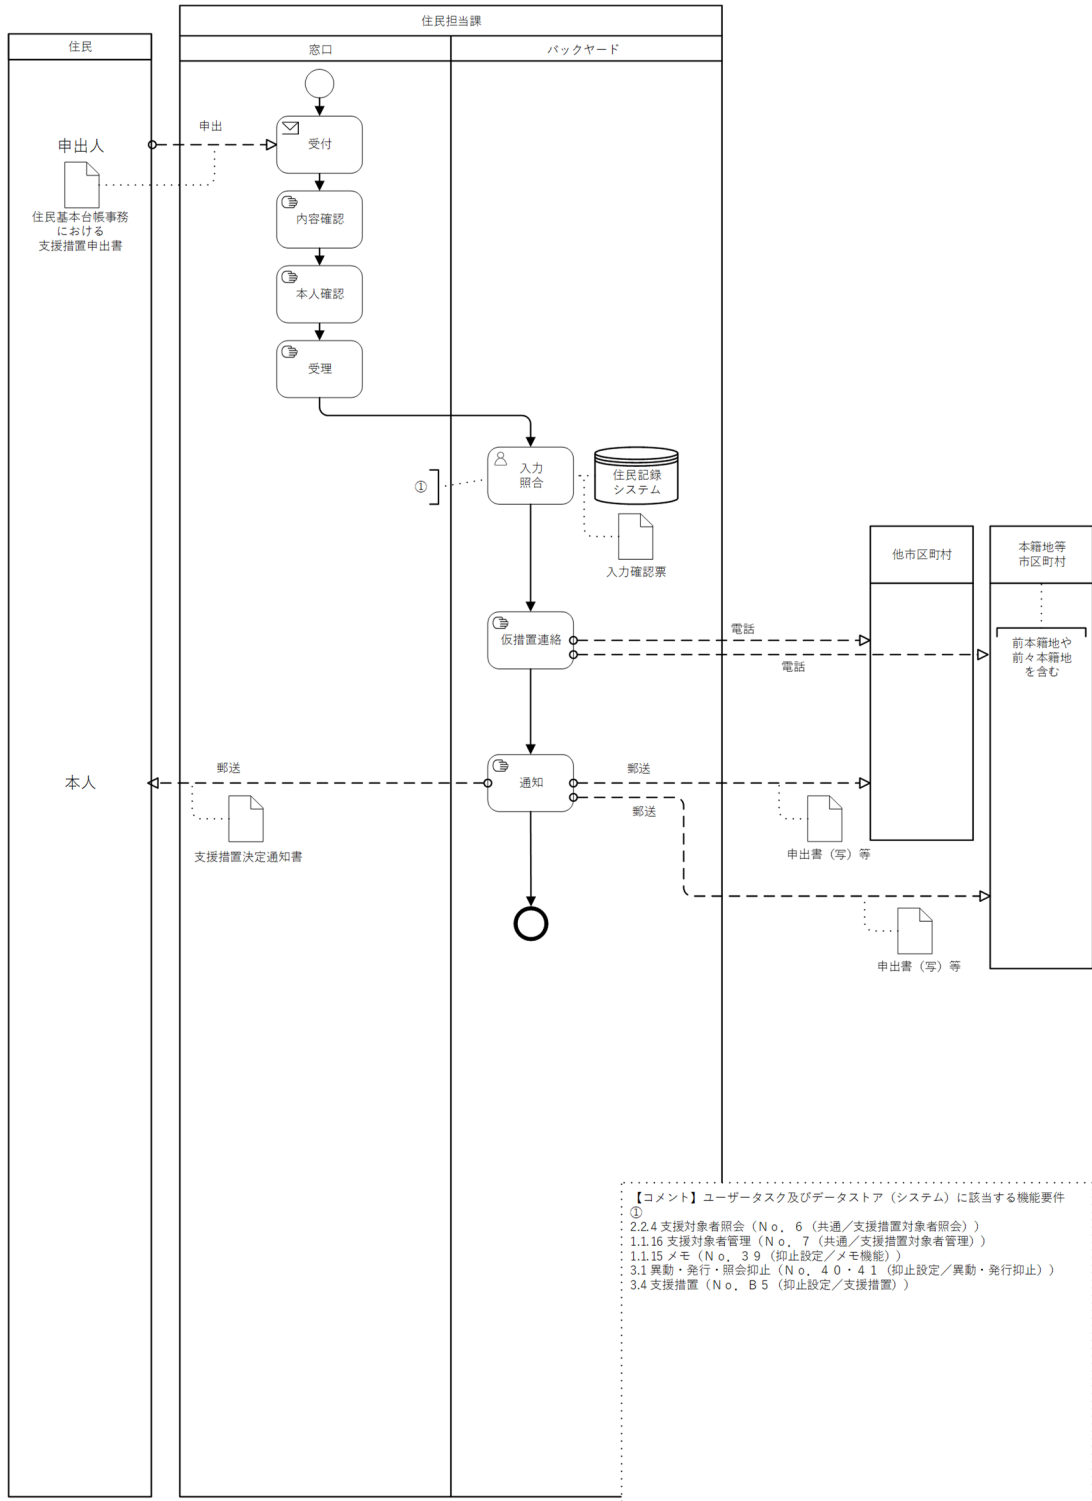 住民担当課
住民
窓口
バックヤード
申出
申出人
受付
住民基本台帳事務
における
支援措置申出書
内容確認
本人確認
受理
入力
照合
①
住民記録
システム
入力確認票
他市区町村
本籍地等
市区町村
仮措置連絡
電話
電話
前本籍地や
前々本籍地
を含む
本人
郵送
通知
郵送
郵送
支援措置決定通知書
申出書（写）等
申出書（写）等
【コメント】ユーザータスク及びデータストア（システム）に該当する機能要件
①
2.2.4 支援対象者照会（Ｎｏ．６（共通／支援措置対象者照会））
1.1.16 支援対象者管理（Ｎｏ．７（共通／支援措置対象者管理））
1.1.15 メモ（Ｎｏ．３９（抑止設定／メモ機能））
3.1 異動・発行・照会抑止（Ｎｏ．４０・４１（抑止設定／異動・発行抑止））
3.4 支援措置（Ｎｏ．Ｂ５（抑止設定／支援措置））